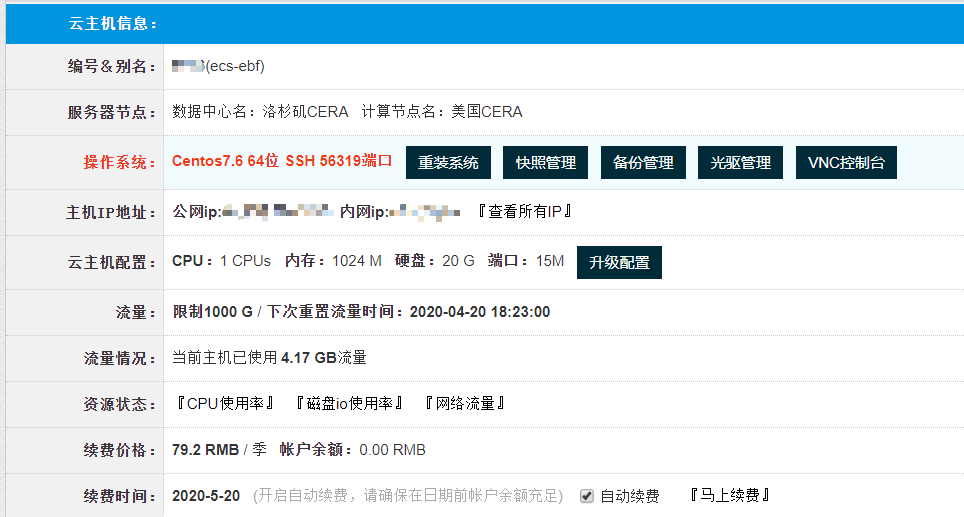 云主机信息：
编号＆别名： (ecs-ebf)
服务器节点： 数据中心名：洛杉矶CERA 计算节点名：美国CERA
操作系统： Centos7.6 64位 SSH 56319端口 重装系统 快照管理 备份管理 光驱管理 VNC控制台
主机IP地址： 公网ip: 内网ip: 『查看所有IP』
云主机配置： CPU：1 CPUs 内存：1024 M 硬盘：20 G 端口：15M 升级配置
流量： 限制1000 G / 下次重置流量时间：2020-04-20 18:23:00
流量情况： 当前主机已使用 4.17 GB流量
资源状态： 『CPU使用率』 『磁盘io使用率』 『网络流量』
续费价格： 79.2 RMB / 季 帐户余额：0.00 RMB
续费时间： 2020-5-20 (开启自动续费，请确保在日期前帐户余额充足) 自动续费 『马上续费』